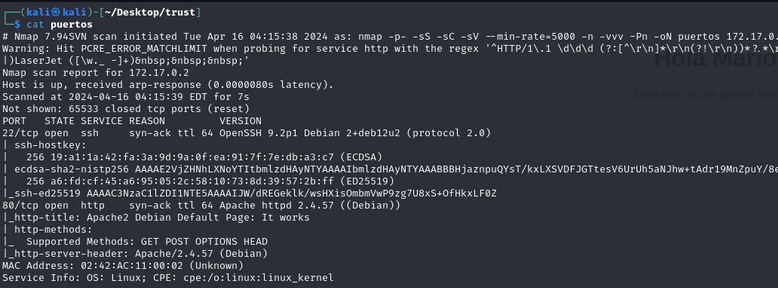 (kali㉿kali)-[~/Desktop/trust]
cat puertos
# Nmap 7.94SVN scan initiated Tue Apr 16 04:15:38 2024 as: nmap -p- -sS -sC -sV --min-rate=5000 -n -vvv -Pn -oN puertos 172.17.0.
Warning: Hit PCRE_ERROR_MATCHLIMIT when probing for service http with the regex '^HTTP/1\.1 \d\d\d (?:[^\r\n]*\r\n(?!\r\n))*?.*\r
|)LaserJet ([\w._ -]+)&nbsp;&nbsp;&nbsp;'
Hola Mario
Nmap scan report for 172.17.0.2
Host is up, received arp-response (0.0000080s latency).
Esta web no se puede
Scanned at 2024-04-16 04:15:39 EDT for 7s
Not shown: 65533 closed tcp ports (reset)
PORT STATE SERVICE REASON VERSION
22/tcp open ssh syn-ack ttl 64 OpenSSH 9.2p1 Debian 2+deb12u2 (protocol 2.0)
| ssh-hostkey:
| 256 19:a1:1a:42:fa:3a:9d:9a:0f:ea:91:7f:7e:db:a3:c7 (ECDSA)
| ecdsa-sha2-nistp256 AAAAE2VjZHNhLXNoYTItbmlzdHAyNTYAAAAIbmlzdHAyNTYAAABBBHjaznpuQYsT/kxLXSVDFJGTtesV6UrUh5aNJhw+tAdr19MnZpuY/8e
| 256 a6:fd:cf:45:a6:95:05:2c:58:10:73:8d:39:57:2b:ff (ED25519)
|_ssh-ed25519 AAAAC3NzaC1lZDI1NTE5AAAAIJW/dREGeklk/wsHXisOmbmVwP9zg7U8xS+OfHkxLF0Z
80/tcp open http syn-ack ttl 64 Apache httpd 2.4.57 ((Debian))
|_http-title: Apache2 Debian Default Page: It works
| http-methods:
|_ Supported Methods: GET POST OPTIONS HEAD
|_http-server-header: Apache/2.4.57 (Debian)
MAC Address: 02:42:AC:11:00:02 (Unknown)
Service Info: OS: Linux; CPE: cpe:/o:linux:linux_kernel